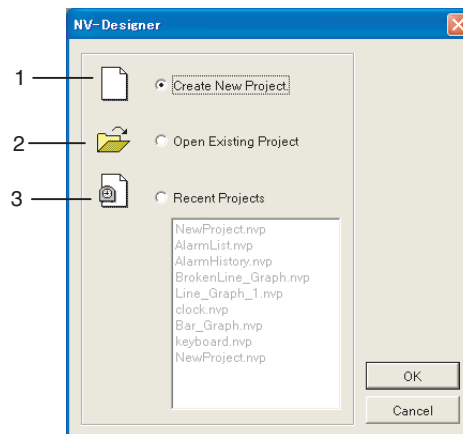 NV-Designer
1
Create New Project
2
Open Existing Project
3
Recent Projects
NewProject.nvp
AlarmList.nvp
AlarmHistory.nvp
BrokenLine_Graph.nvp
Line_Graph_1.nvp
clock.nvp
Bar_Graph.nvp
keyboard.nvp
NewProject.nvp
OK
Cancel